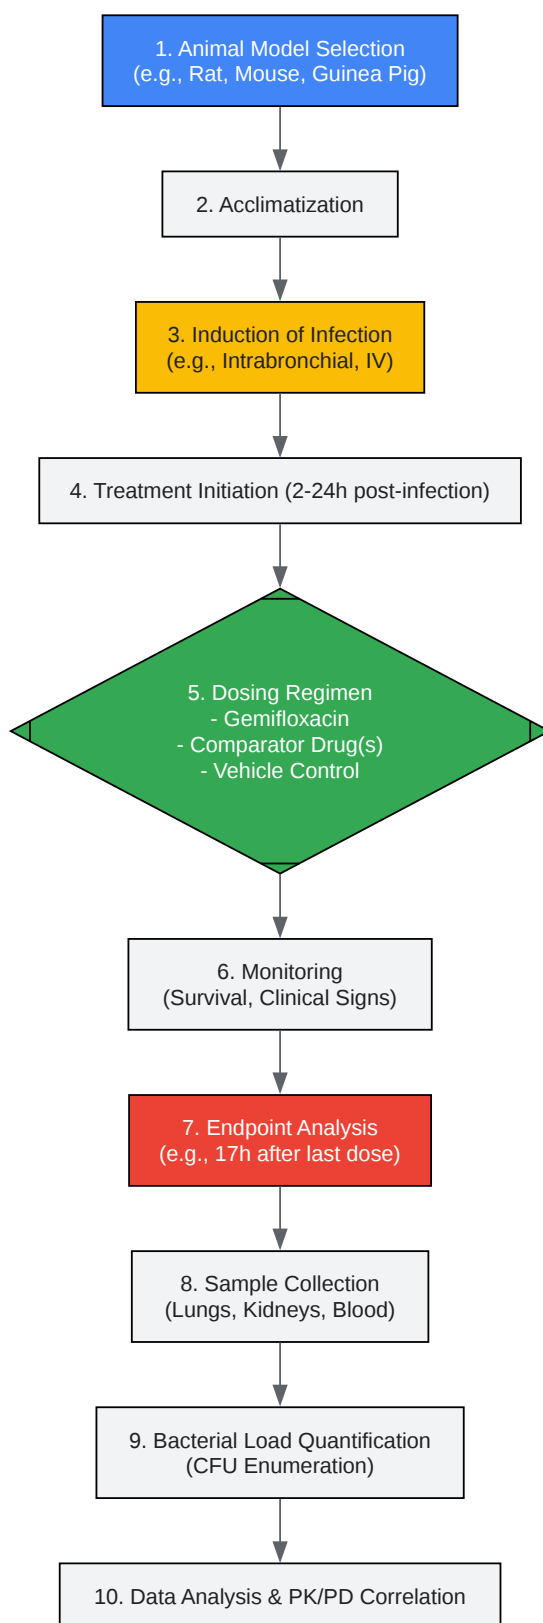 1. Animal Model Selection
(e.g., Rat, Mouse, Guinea Pig)
2. Acclimatization
3. Induction of Infection
(e.g., Intrabronchial, IV)
4. Treatment Initiation (2-24h post-infection)
5. Dosing Regimen
- Gemifloxacin
- Comparator Drug(s)
- Vehicle Control
6. Monitoring
(Survival, Clinical Signs)
7. Endpoint Analysis
(e.g., 17h after last dose)
8. Sample Collection
(Lungs, Kidneys, Blood)
9. Bacterial Load Quantification
(CFU Enumeration)
10. Data Analysis & PK/PD Correlation